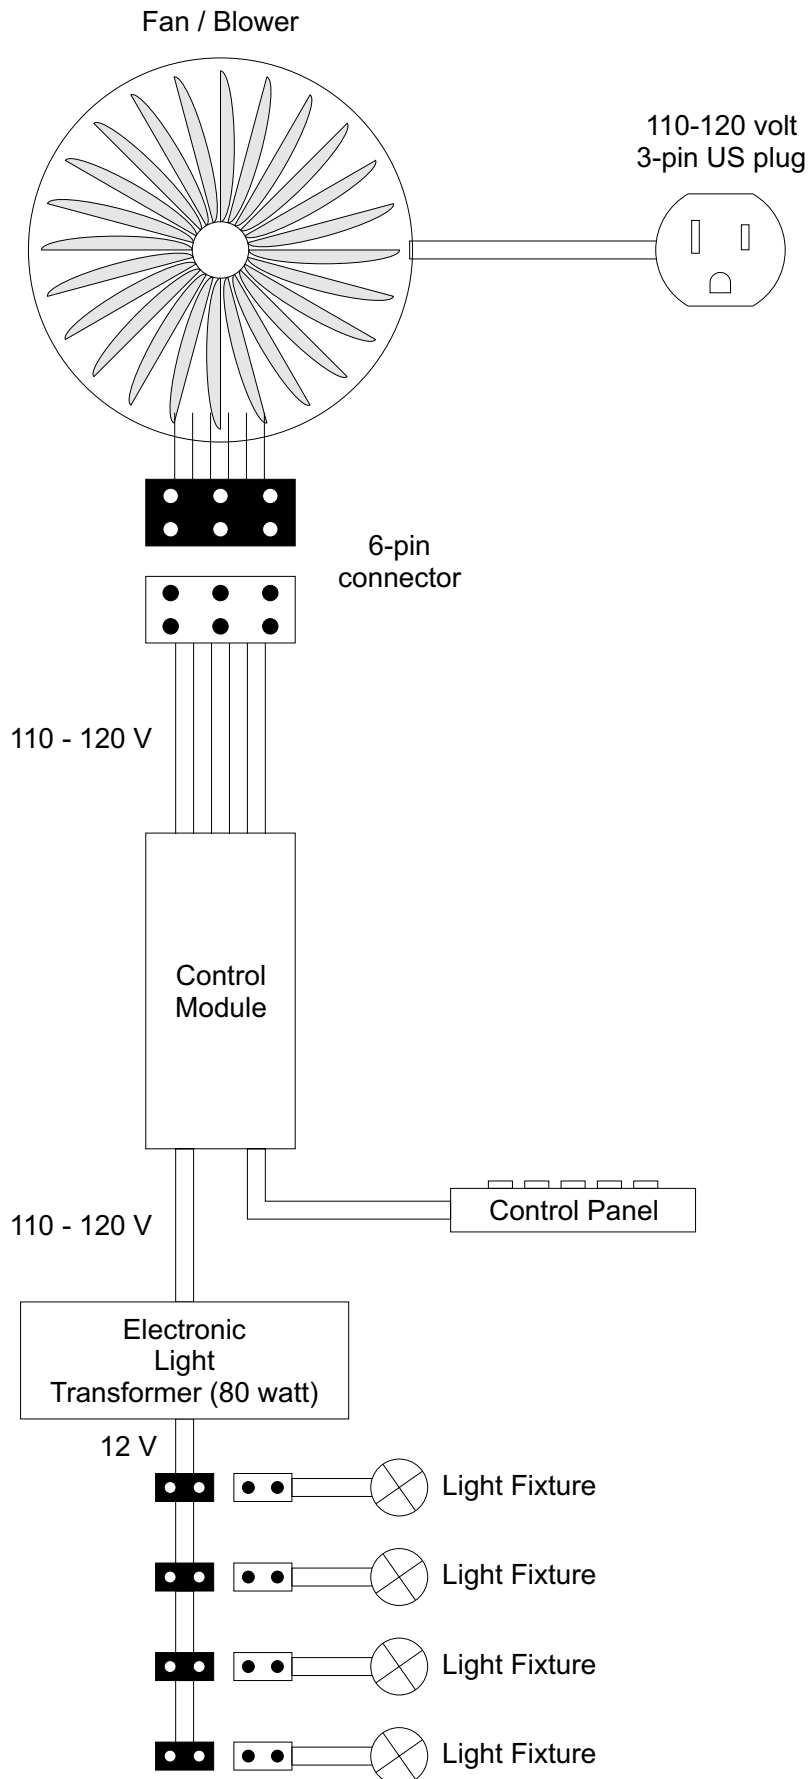 Fan / Blower
110-120 volt
3-pin US plug
6-pin
connector
110 - 120 V
Control
Module
Control Panel
110 - 120 V
Electronic
Light
Transformer (80 watt)
12 V
Light Fixture
Light Fixture
Light Fixture
Light Fixture